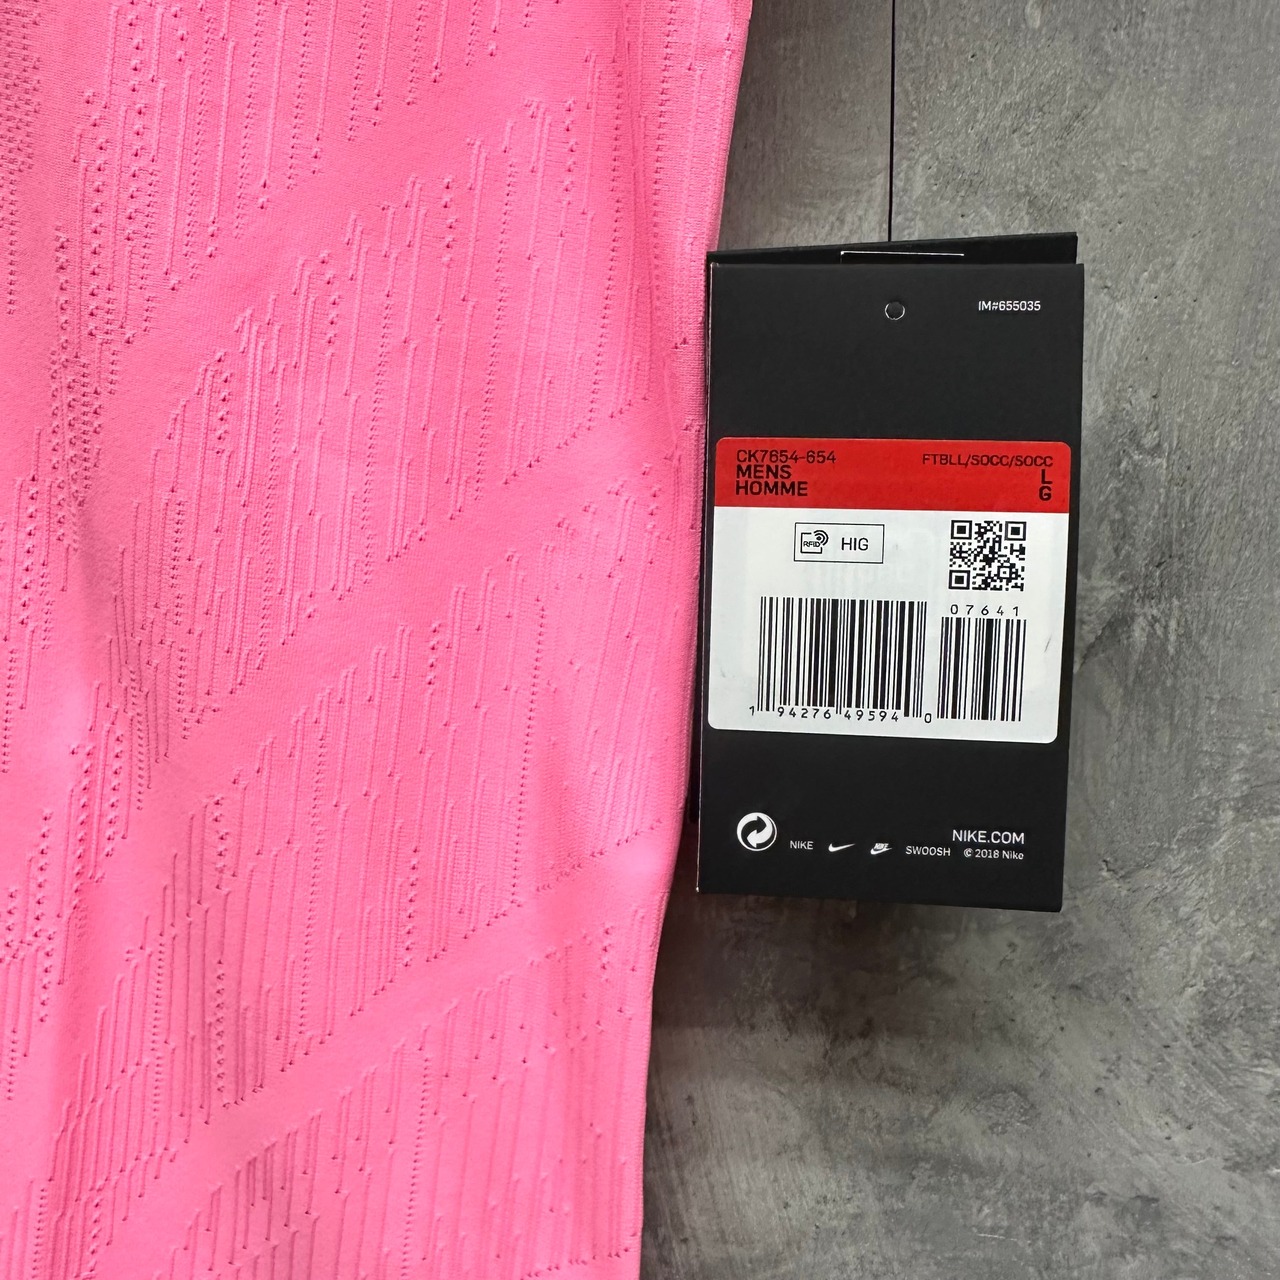 IM#655035
CK7654-654 FTBLL/SOCC/SOCC
MENS L
HOMME G
RFID HIG
07641
1 94276 49594 0
NIKE.COM
NIKE NIKE SWOOSH © 2018 Nike